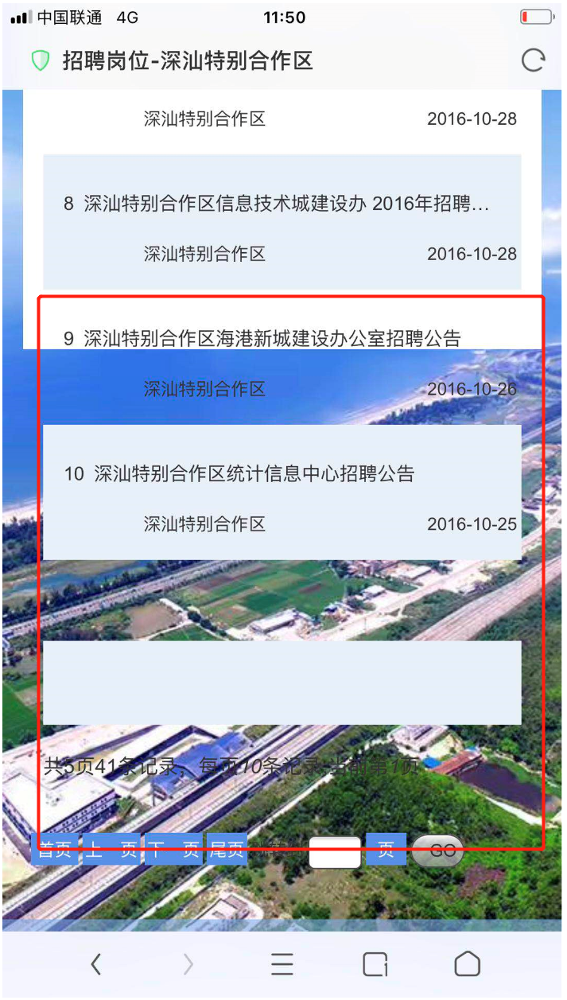 中国联通 4G 11:50
招聘岗位-深汕特别合作区
深汕特别合作区 2016-10-28
8 深汕特别合作区信息技术城建设办 2016年招聘...
深汕特别合作区 2016-10-28
9 深汕特别合作区海港新城建设办公室招聘公告
深汕特别合作区 2016-10-26
10 深汕特别合作区统计信息中心招聘公告
深汕特别合作区 2016-10-25
共5页41条记录，每页10条记录 当前第1页
首页 上一页 下一页 尾页 页 GO